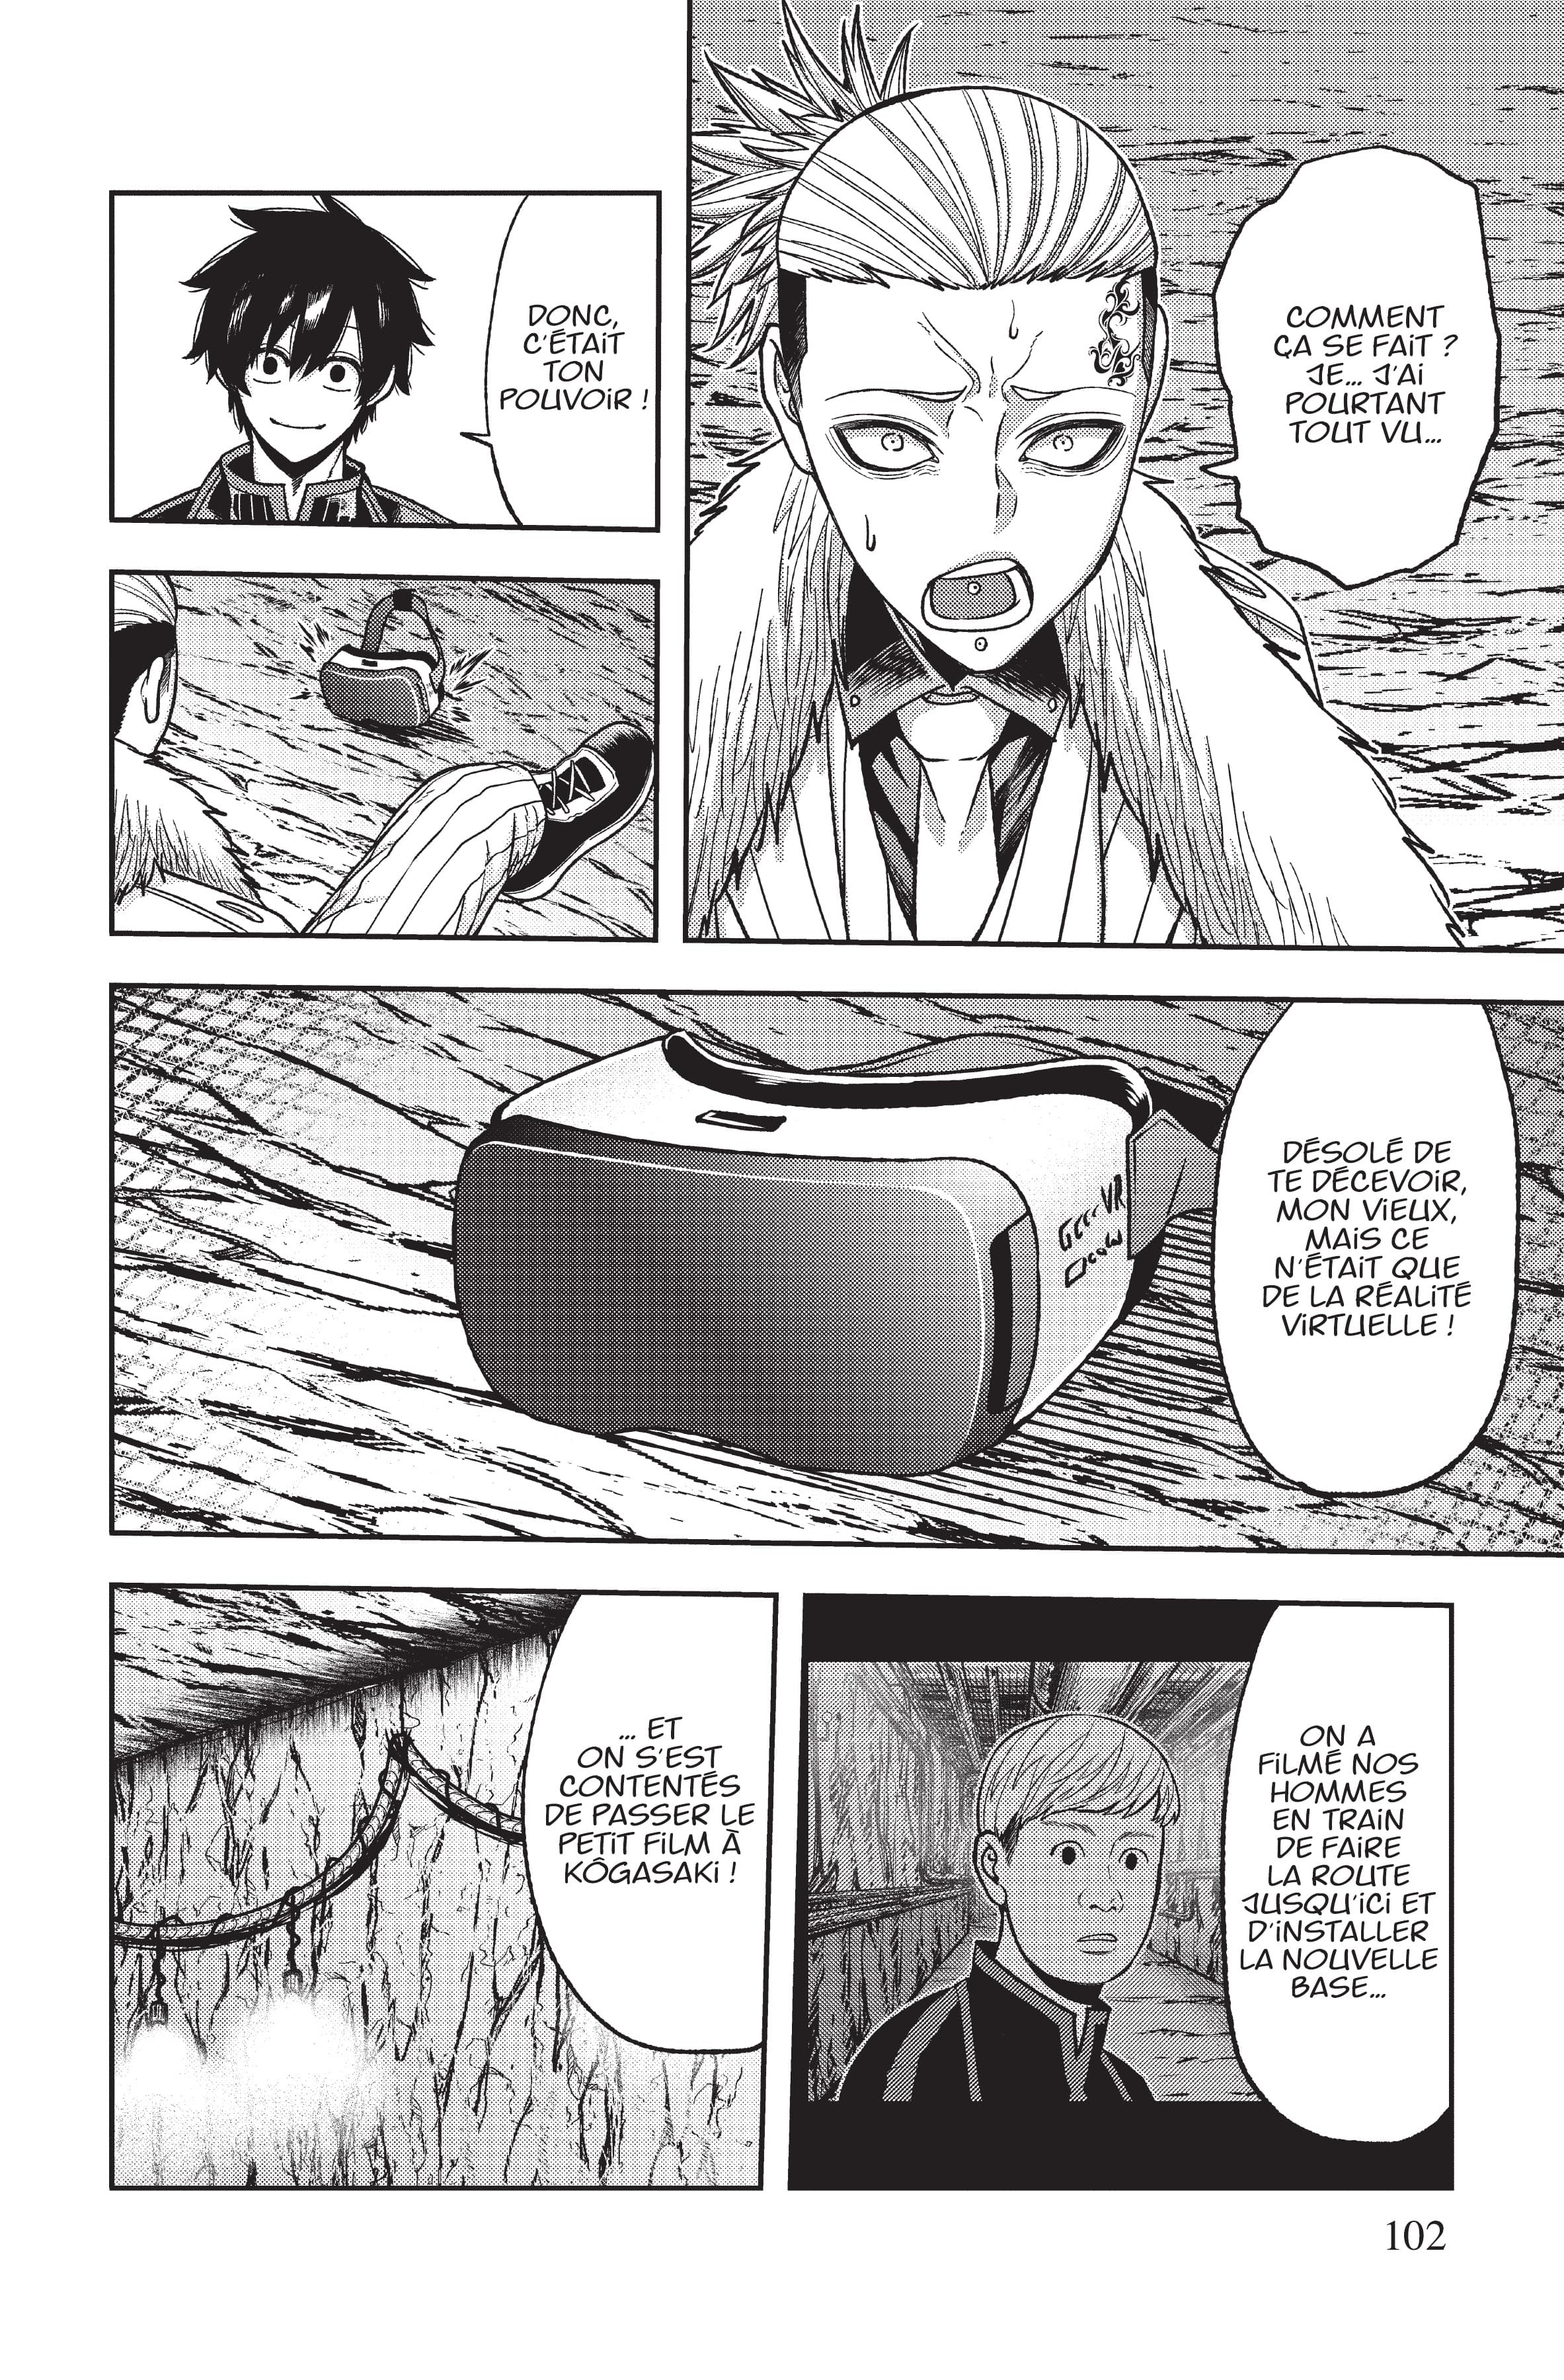 COMMENT
ÇA SE FAIT ?
JE... J'AI
POURTANT
TOUT VU...
DONC,
C'ÉTAIT
TON
POUVOIR !
DÉSOLÉ DE
TE DÉCEVOIR,
MON VIEUX,
MAIS CE
N'ÉTAIT QUE
DE LA RÉALITÉ
VIRTUELLE !
VR
ON A
FILMÉ NOS
HOMMES
EN TRAIN
DE FAIRE
LA ROUTE
JUSQU'ICI ET
D'INSTALLER
LA NOUVELLE
BASE...
... ET
ON S'EST
CONTENTÉS
DE PASSER LE
PETIT FILM À
KÔGASAKI !
102